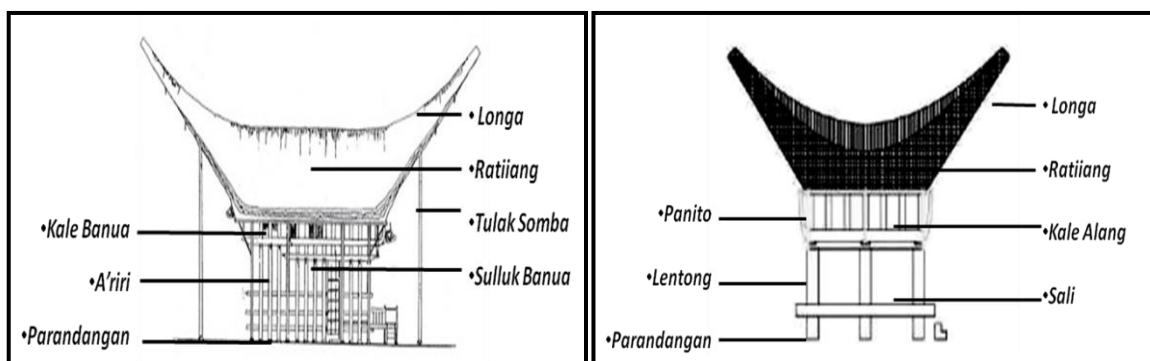 •Longa
•Ratiiang
•Kale Banua
•Tulak Somba
•A'riri
•Sulluk Banua
•Parandangan
•Longa
•Ratiiang
•Panito
•Kale Alang
•Lentong
•Sali
•Parandangan